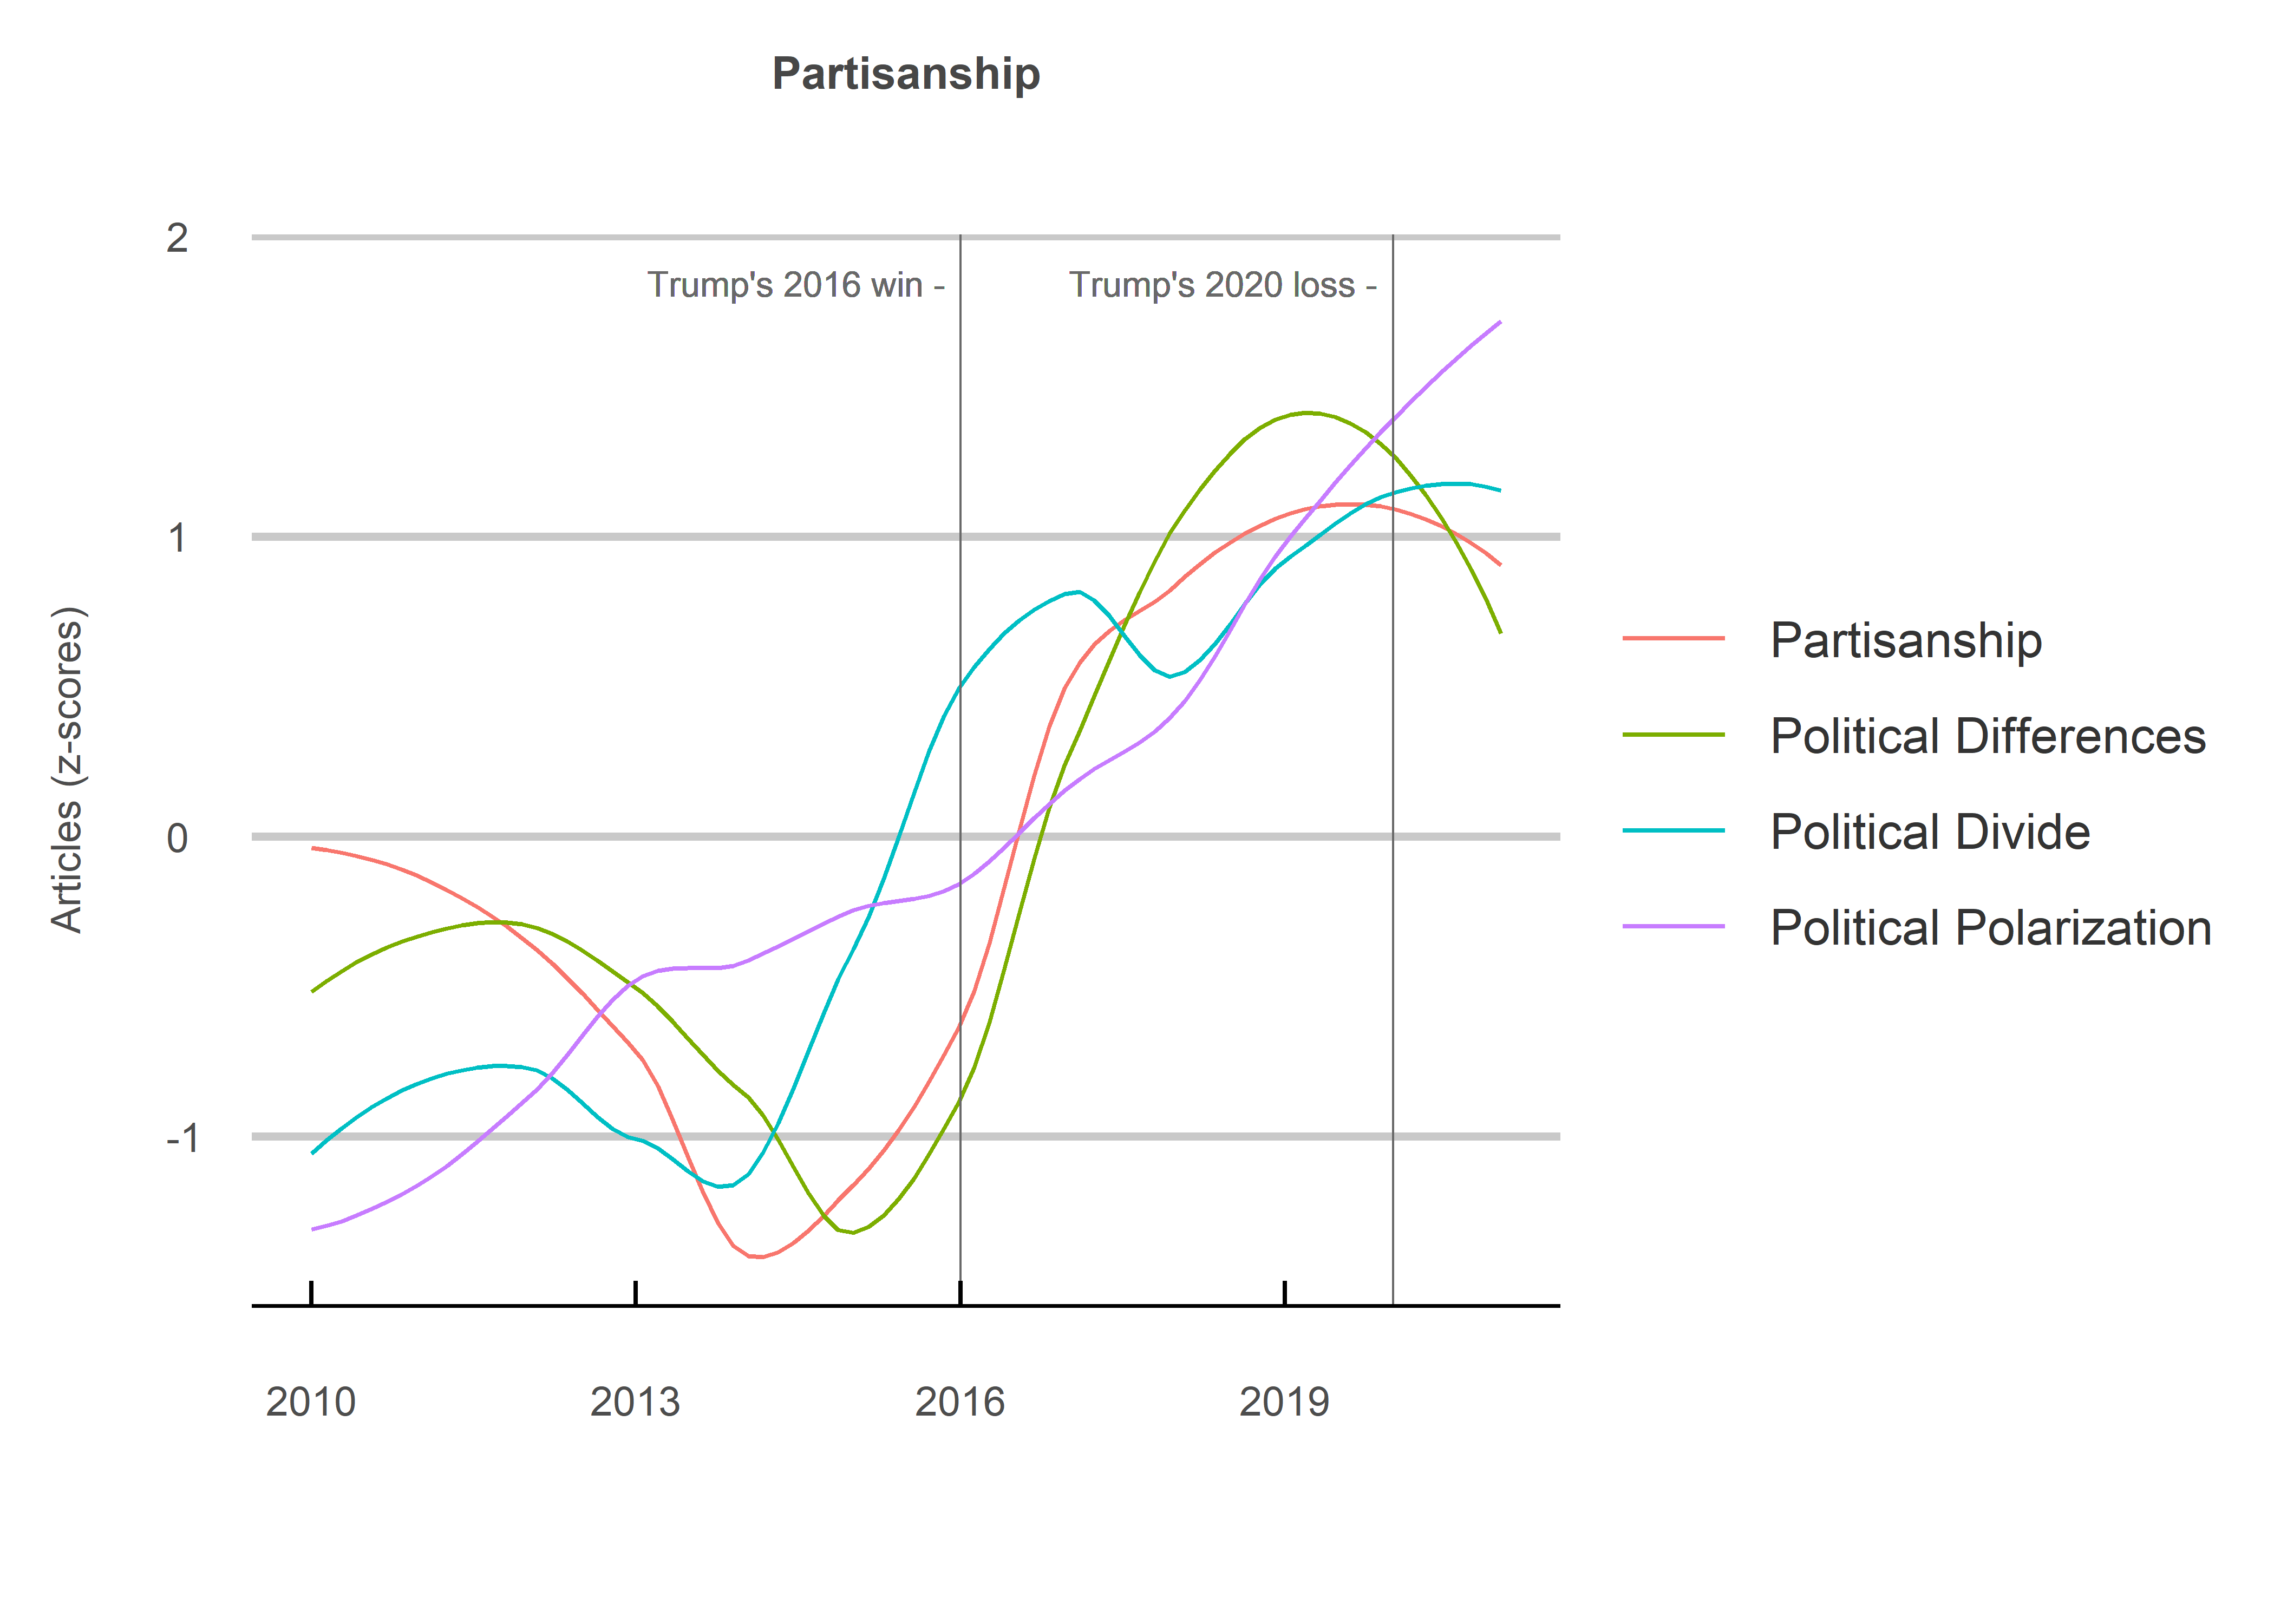 Partisanship
2
Trump's 2016 win -
Trump's 2020 loss -
1
0
-1
Articles (z-scores)
2010
2013
2016
2019
Partisanship
Political Differences
Political Divide
Political Polarization